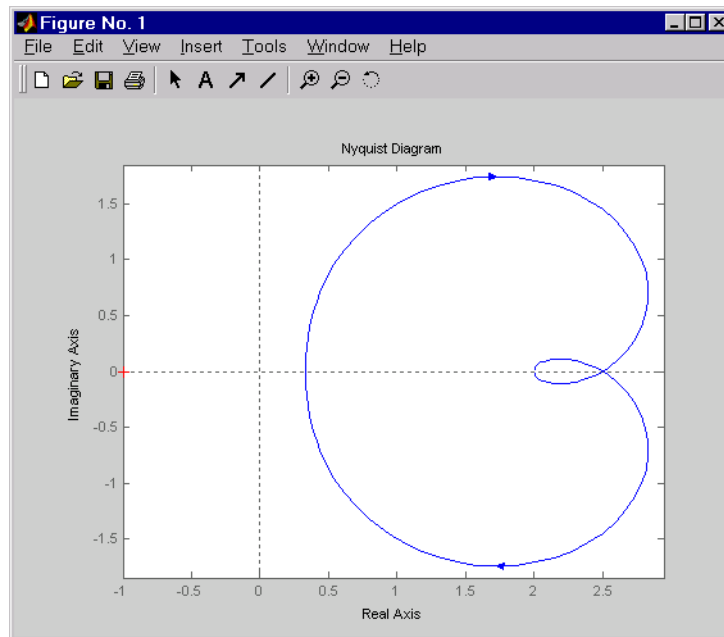 Figure No. 1
File Edit View Insert Tools Window Help
A
Nyquist Diagram
1.5
1
0.5
0
-0.5
-1
-1.5
Imaginary Axis
-1 -0.5 0 0.5 1 1.5 2 2.5
Real Axis